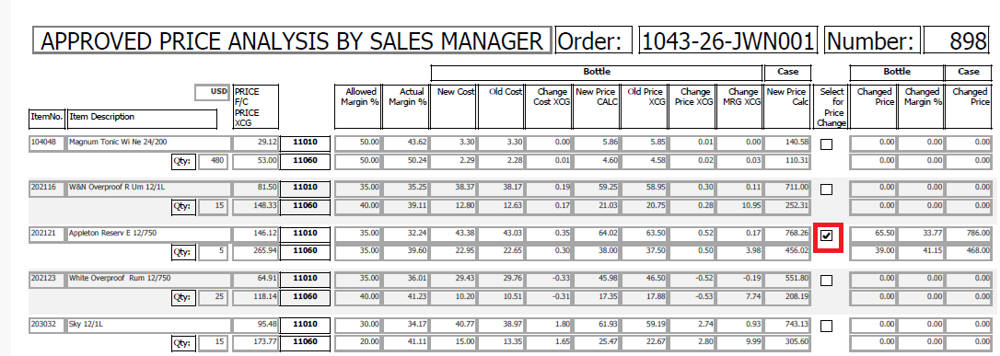 APPROVED PRICE ANALYSIS BY SALES MANAGER Order: 1043-26-JWN001 Number: 898
Bottle Case Bottle Case
USD PRICE Allowed Actual New Cost Old Cost Change New Price Old Price Change Change New Price Select Changed Changed Changed
F/C Margin % Margin % Cost XCG CALC XCG Price XCG MRG XCG Calc for Price Margin % Price
PRICE Price
ItemNo. Item Description XCG Change
104048 Magnum Tonic Wi Ne 24/200 29.12 11010 50.00 43.62 3.30 3.30 0.00 5.86 5.85 0.01 0.00 140.58 0.00 0.00 0.00
Qty: 480 53.00 11060 50.00 50.24 2.29 2.28 0.01 4.60 4.58 0.02 0.03 110.31 0.00 0.00 0.00
202116 W&N Overproof R Um 12/1L 81.50 11010 35.00 35.25 38.37 38.17 0.19 59.25 58.95 0.30 0.11 711.00 0.00 0.00 0.00
Qty: 15 148.33 11060 40.00 39.11 12.80 12.63 0.17 21.03 20.75 0.28 10.95 252.31 0.00 0.00 0.00
202121 Appleton Reserv E 12/750 146.12 11010 35.00 32.24 43.38 43.03 0.35 64.02 63.50 0.52 0.17 768.26 65.50 33.77 786.00
Qty: 5 265.94 11060 35.00 39.60 22.95 22.65 0.30 38.00 37.50 0.50 3.98 456.02 39.00 41.15 468.00
202123 White Overproof Rum 12/750 64.91 11010 35.00 36.01 29.43 29.76 -0.33 45.98 46.50 -0.52 -0.19 551.80 0.00 0.00 0.00
Qty: 25 118.14 11060 40.00 41.23 10.20 10.51 -0.31 17.35 17.88 -0.53 7.74 208.19 0.00 0.00 0.00
203032 Sky 12/1L 95.48 11010 30.00 34.17 40.77 38.97 1.80 61.93 59.19 2.74 0.93 743.13 0.00 0.00 0.00
Qty: 15 173.77 11060 20.00 41.11 15.00 13.35 1.65 25.47 22.67 2.80 9.99 305.60 0.00 0.00 0.00